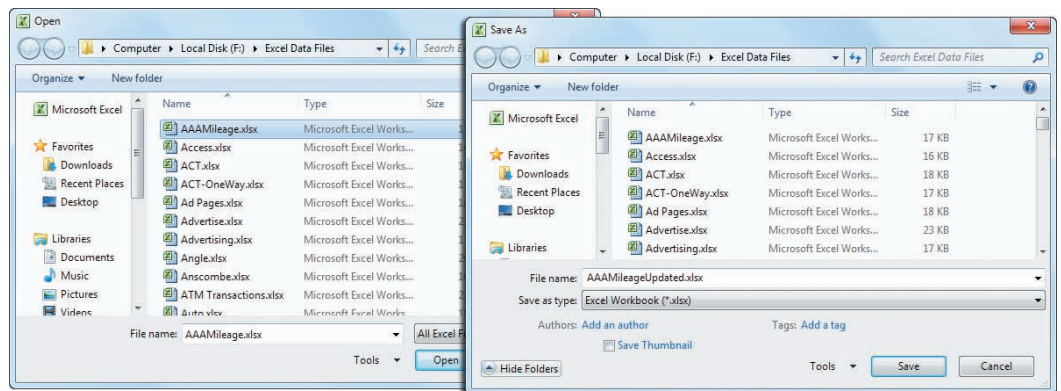 Open
Computer ▸ Local Disk (F:) ▸ Excel Data Files
Search E
Organize ▾ New folder
Microsoft Excel
Favorites
Downloads
Recent Places
Desktop
Libraries
Documents
Music
Pictures
Videos
Name Type Size
AAAMileage.xlsx Microsoft Excel Works...
Access.xlsx Microsoft Excel Works...
ACT.xlsx Microsoft Excel Works...
ACT-OneWay.xlsx Microsoft Excel Works...
Ad Pages.xlsx Microsoft Excel Works...
Advertise.xlsx Microsoft Excel Works...
Advertising.xlsx Microsoft Excel Works...
Angle.xlsx Microsoft Excel Works...
Anscombe.xlsx Microsoft Excel Works...
ATM Transactions.xlsx Microsoft Excel Works...
Auto.xlsx Microsoft Excel Works
File name: AAAMileage.xlsx All Excel F
Tools ▾ Open
Save As
Computer ▸ Local Disk (F:) ▸ Excel Data Files
Search Excel Data Files
Organize ▾ New folder
Microsoft Excel
Favorites
Downloads
Recent Places
Desktop
Libraries
Name Type Size
AAAMileage.xlsx Microsoft Excel Works... 17 KB
Access.xlsx Microsoft Excel Works... 16 KB
ACT.xlsx Microsoft Excel Works... 18 KB
ACT-OneWay.xlsx Microsoft Excel Works... 17 KB
Ad Pages.xlsx Microsoft Excel Works... 18 KB
Advertise.xlsx Microsoft Excel Works... 23 KB
Advertising.xlsx Microsoft Excel Works... 17 KB
File name: AAAMileageUpdated.xlsx
Save as type: Excel Workbook (*.xlsx)
Authors: Add an author Tags: Add a tag
Save Thumbnail
Hide Folders Tools ▾ Save Cancel